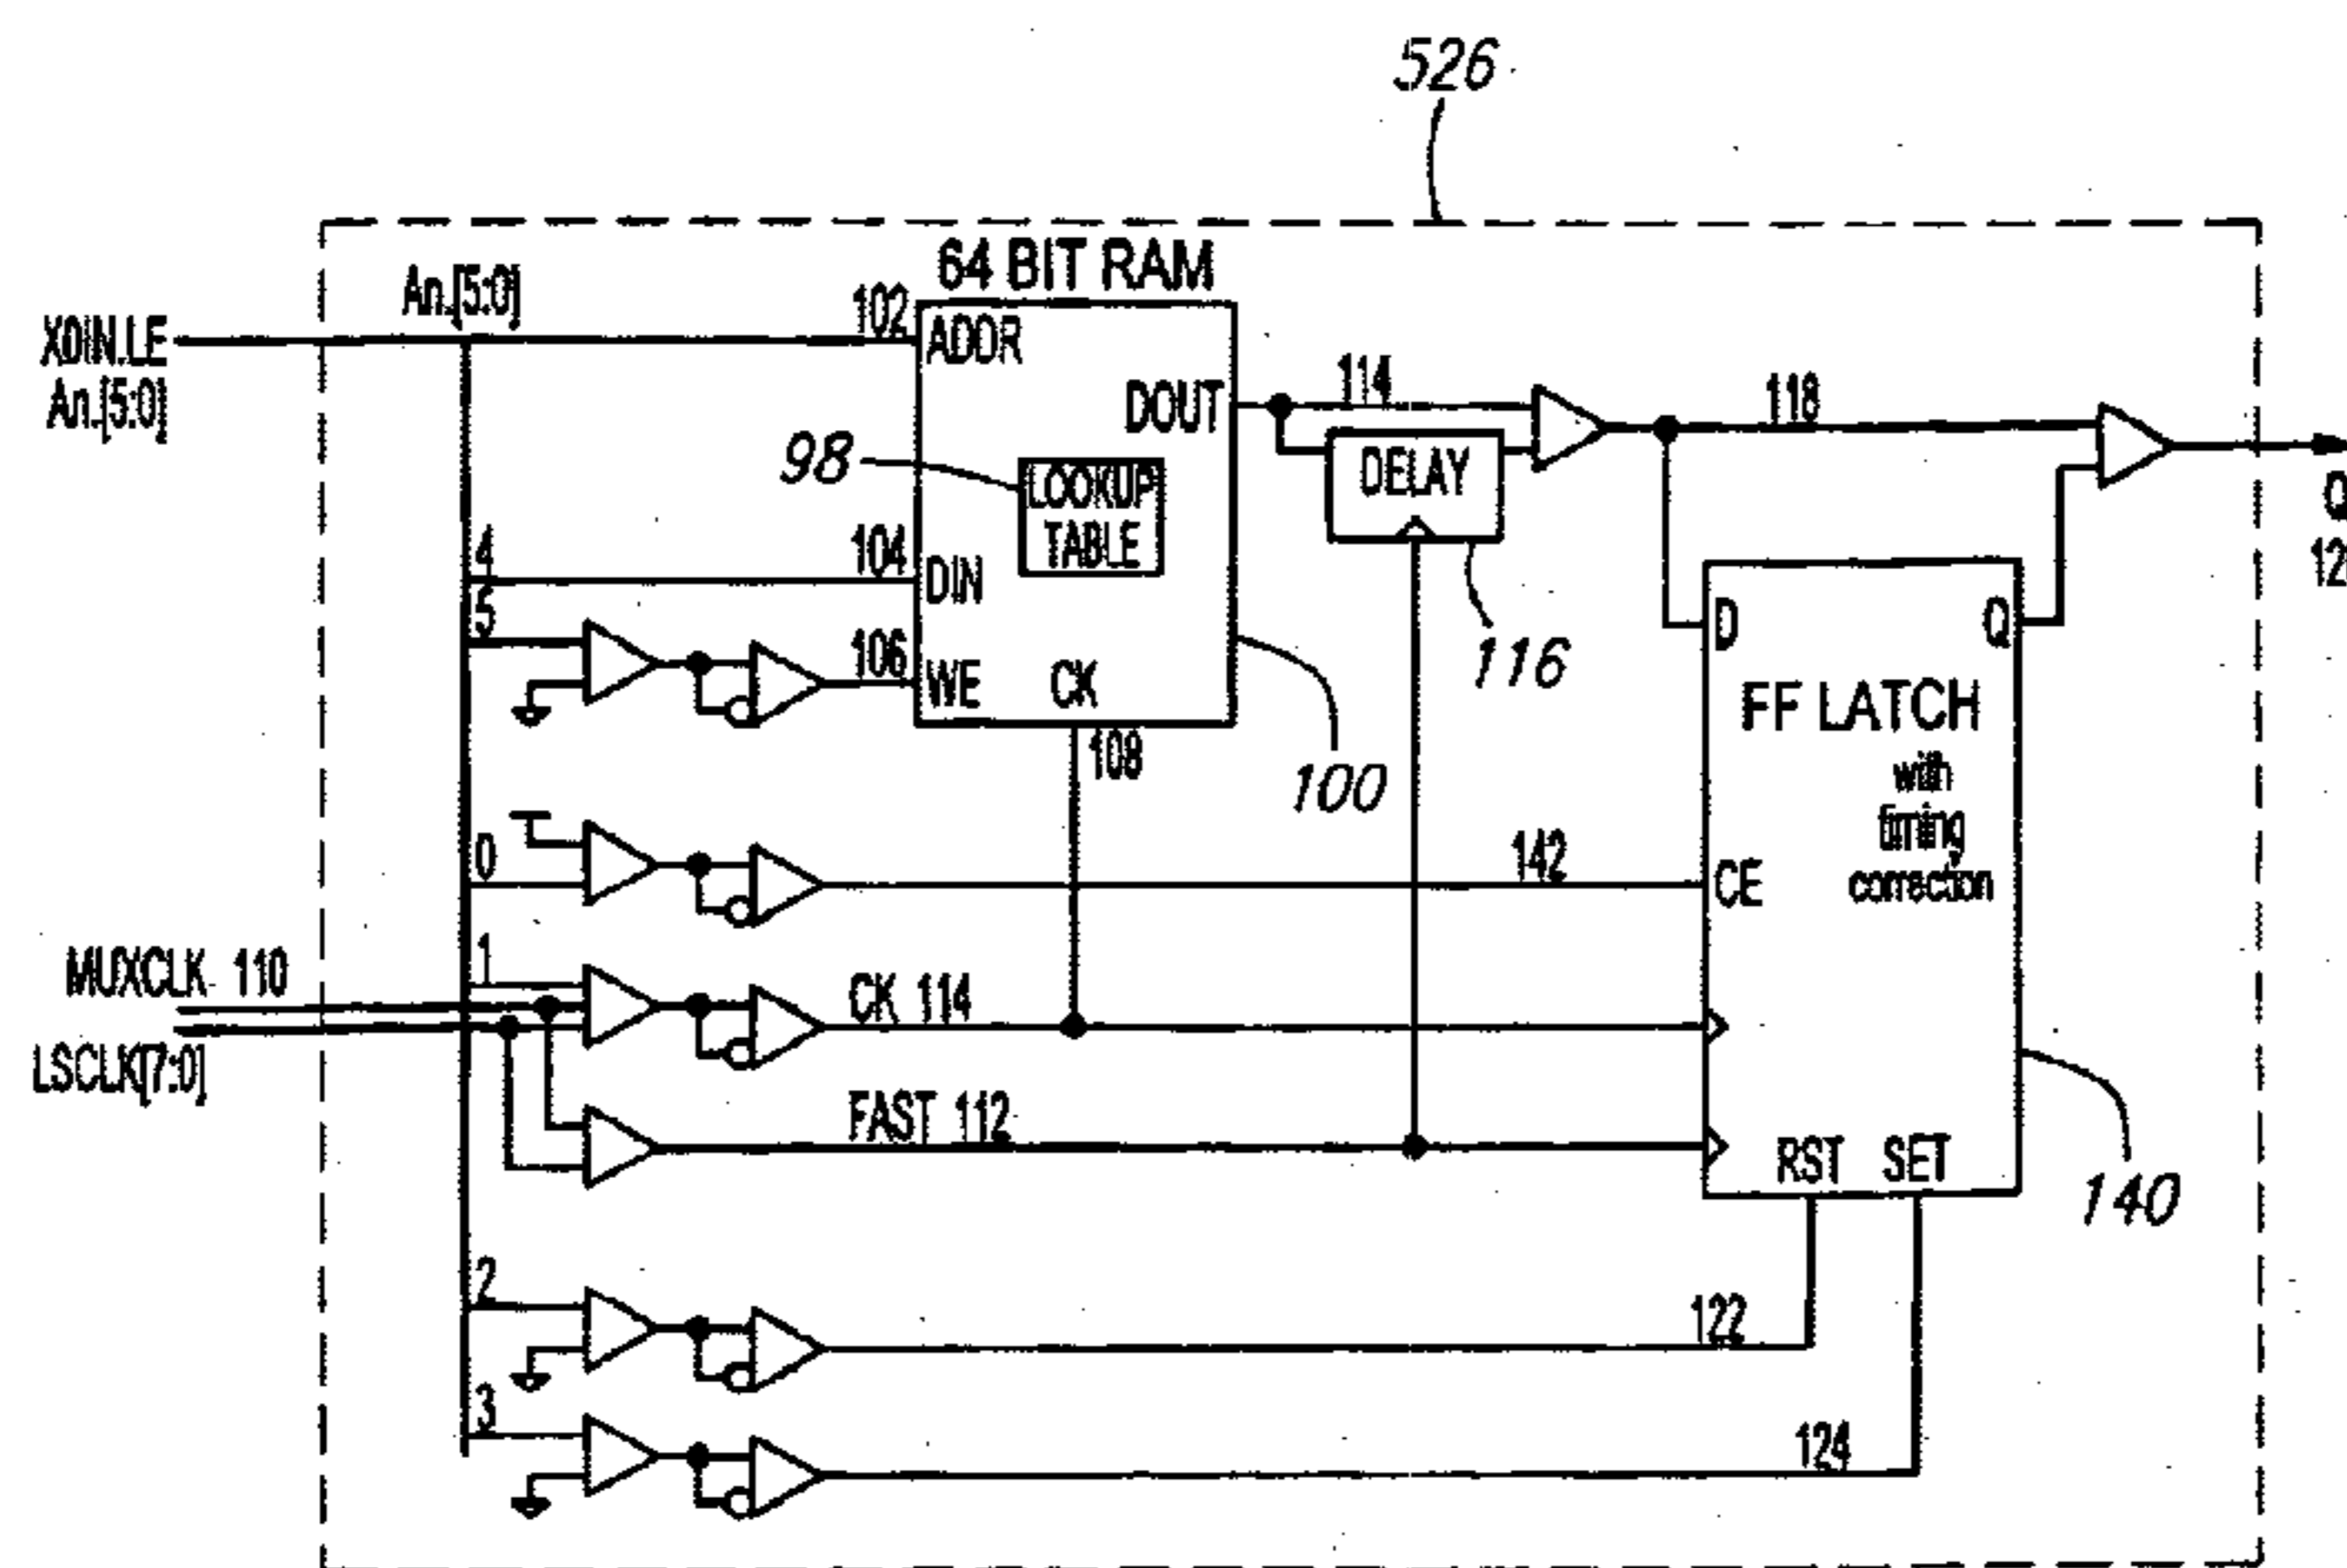 526
64 BIT RAM
An.[5:0]
XDIN.LE
An.[5:0]
102
ADDR
DOUT
114
118
98
LOOKUP
TABLE
DELAY
Q
4
104
DIN
5
106
WE
CK
116
D
Q
FF LATCH
with
timing
correction
108
100
0
142
CE
MUXCLK 110
1
CK 114
LSCLK[7:0]
FAST 112
RST
SET
140
2
122
3
124